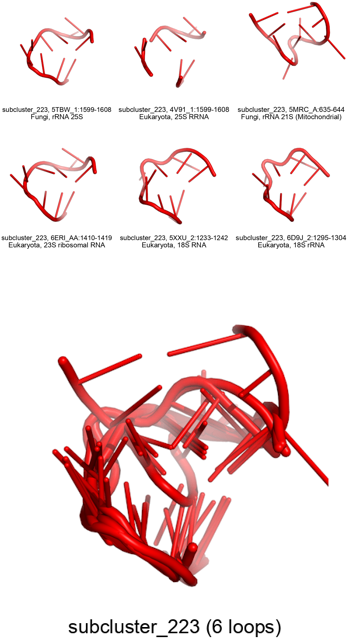 subcluster_223, 5TBW_1:1599-1608
Fungi, rRNA 25S
subcluster_223, 4V91_1:1599-1608
Eukaryota, 25S RRNA
subcluster_223, 5MRC_A:635-644
Fungi, rRNA 21S (Mitochondrial)
subcluster_223, 6ERI_AA:1410-1419
Eukaryota, 23S ribosomal RNA
subcluster_223, 5XXU_2:1233-1242
Eukaryota, 18S RNA
subcluster_223, 6D9J_2:1295-1304
Eukaryota, 18S rRNA
subcluster_223 (6 loops)